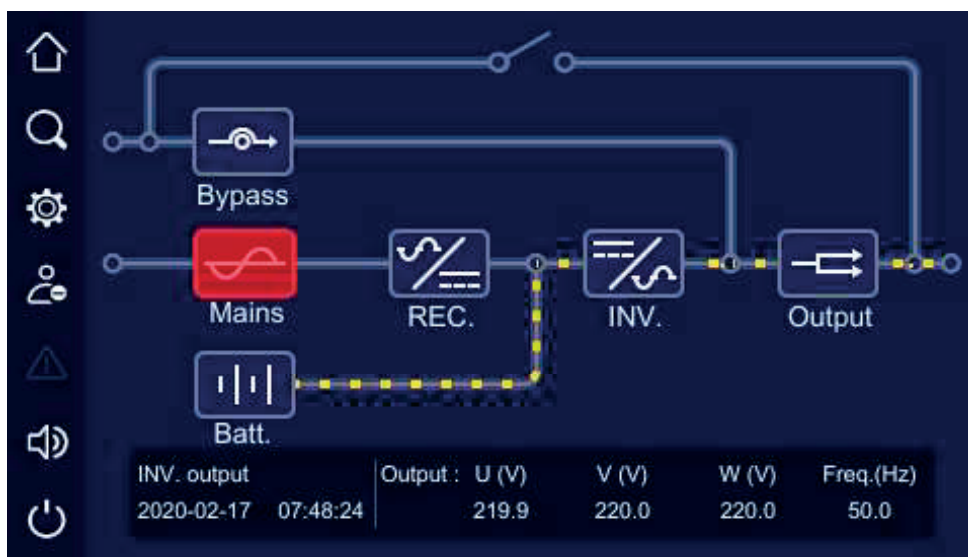 Bypass
Mains
REC.
INV.
Output
Batt.
INV. output Output : U (V) V (V) W (V) Freq.(Hz)
2020-02-17 07:48:24 219.9 220.0 220.0 50.0